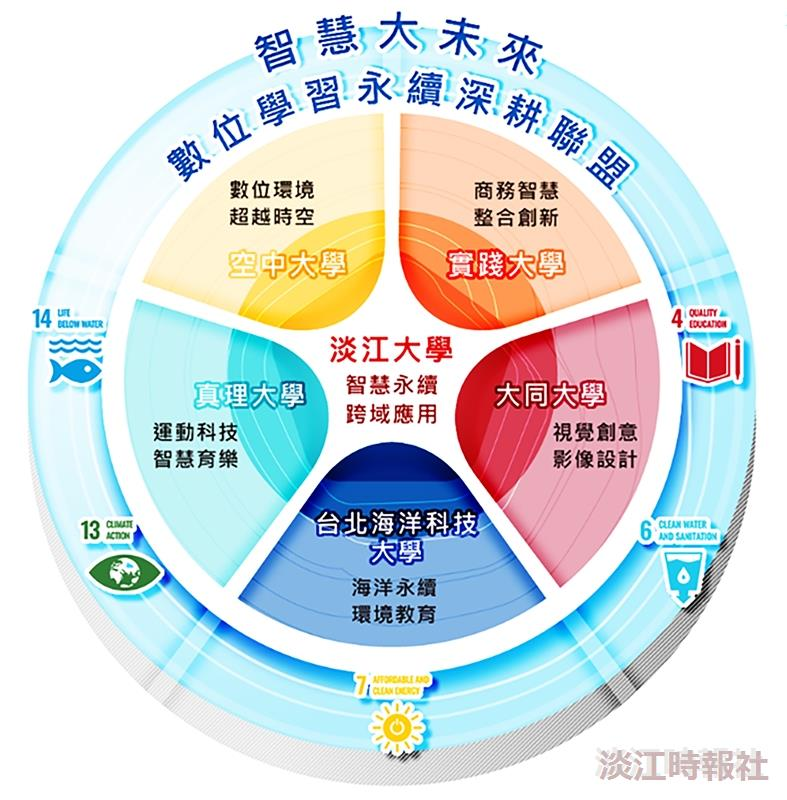 智慧大未來
數位學習永續深耕聯盟
數位環境
超越時空
空中大學
商務智慧
整合創新
實踐大學
淡江大學
智慧永續
跨域應用
真理大學
運動科技
智慧育樂
大同大學
視覺創意
影像設計
台北海洋科技
大學
海洋永續
環境教育
14 LIFE
BELOW WATER
4 QUALITY
EDUCATION
13 CLIMATE
ACTION
6 CLEAN WATER
AND SANITATION
7 AFFORDABLE AND
CLEAN ENERGY
淡江時報社